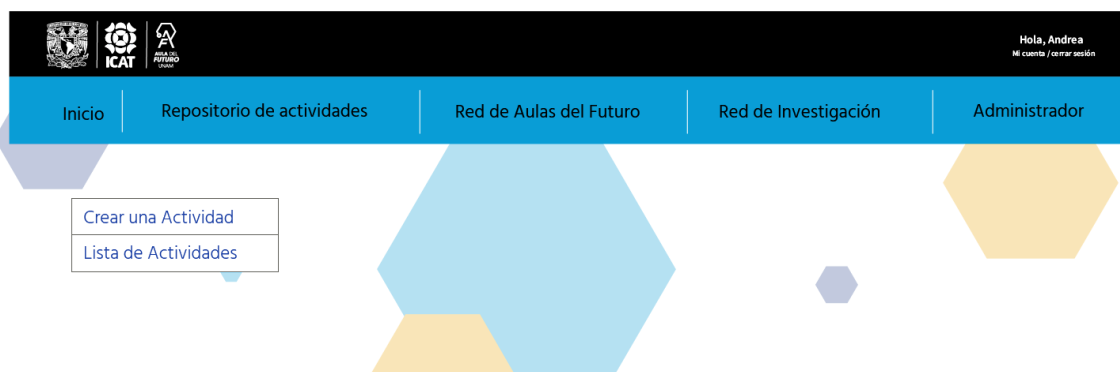 ICAT
AULA DEL
FUTURO
UNAM
Hola, Andrea
Mi cuenta / cerrar sesión
Inicio
Repositorio de actividades
Red de Aulas del Futuro
Red de Investigación
Administrador
Crear una Actividad
Lista de Actividades